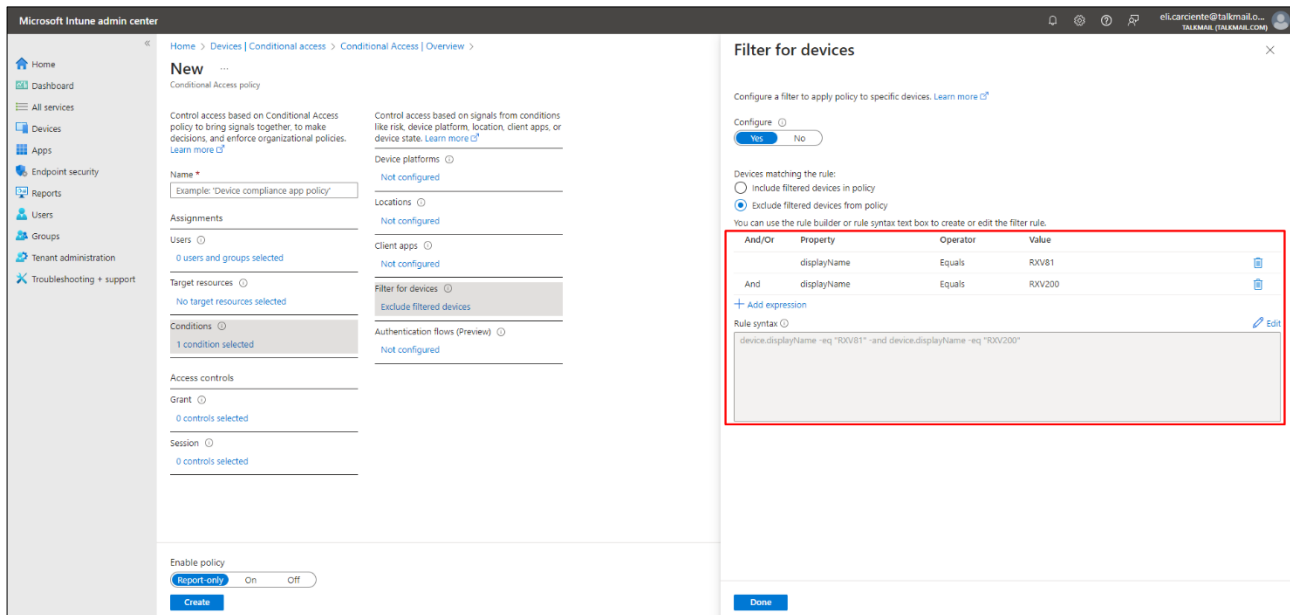 Microsoft Intune admin center
eli.carciente@talkmail.o...
TALKMAIL (TALKMAIL.COM)
Home
Dashboard
All services
Devices
Apps
Endpoint security
Reports
Users
Groups
Tenant administration
Troubleshooting + support
Home > Devices | Conditional access > Conditional Access | Overview >
New ...
Conditional Access policy
Control access based on Conditional Access
policy to bring signals together, to make
decisions, and enforce organizational policies.
Learn more
Name *
Example: 'Device compliance app policy'
Assignments
Users
0 users and groups selected
Target resources
No target resources selected
Conditions
1 condition selected
Access controls
Grant
0 controls selected
Session
0 controls selected
Enable policy
Report-only On Off
Create
Control access based on signals from conditions
like risk, device platform, location, client apps, or
device state. Learn more
Device platforms
Not configured
Locations
Not configured
Client apps
Not configured
Filter for devices
Exclude filtered devices
Authentication flows (Preview)
Not configured
Filter for devices
Configure a filter to apply policy to specific devices. Learn more
Configure
Yes No
Devices matching the rule:
Include filtered devices in policy
Exclude filtered devices from policy
You can use the rule builder or rule syntax text box to create or edit the filter rule.
And/Or Property Operator Value
displayName Equals RXV81
And displayName Equals RXV200
+ Add expression
Rule syntax
Edit
device.displayName -eq "RXV81" -and device.displayName -eq "RXV200"
Done